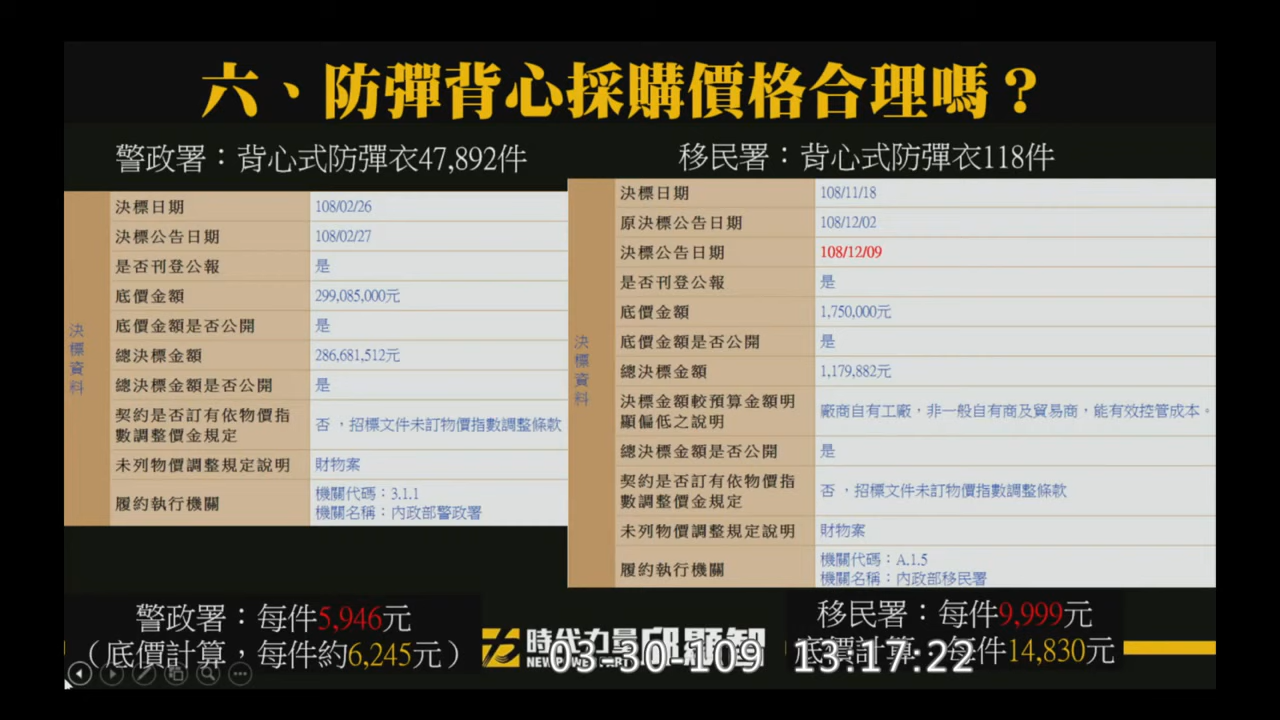 六、防彈背心採購價格合理嗎？
警政署：背心式防彈衣47,892件
決標資料
決標日期 108/02/26
決標公告日期 108/02/27
是否刊登公報 是
底價金額 299,085,000元
底價金額是否公開 是
總決標金額 286,681,512元
總決標金額是否公開 是
契約是否訂有依物價指
數調整價金規定
否，招標文件未訂物價指數調整條款
未列物價調整規定說明 財物案
履約執行機關
機關代碼：3.1.1
機關名稱：內政部警政署
警政署：每件5,946元
（底價計算，每件約6,245元）
移民署：背心式防彈衣118件
決標資料
決標日期 108/11/18
原決標公告日期 108/12/02
決標公告日期 108/12/09
是否刊登公報 是
底價金額 1,750,000元
底價金額是否公開 是
總決標金額 1,179,882元
決標金額較預算金額明
顯偏低之說明
廠商自有工廠，非一般自有商及貿易商，能有效控管成本。
總決標金額是否公開 是
契約是否訂有依物價指
數調整價金規定
否，招標文件未訂物價指數調整條款
未列物價調整規定說明 財物案
履約執行機關
機關代碼：A.1.5
機關名稱：內政部移民署
移民署：每件9,999元
底價計算，每件14,830元
時代力量 邱顯智
03-30-109 13:17:22